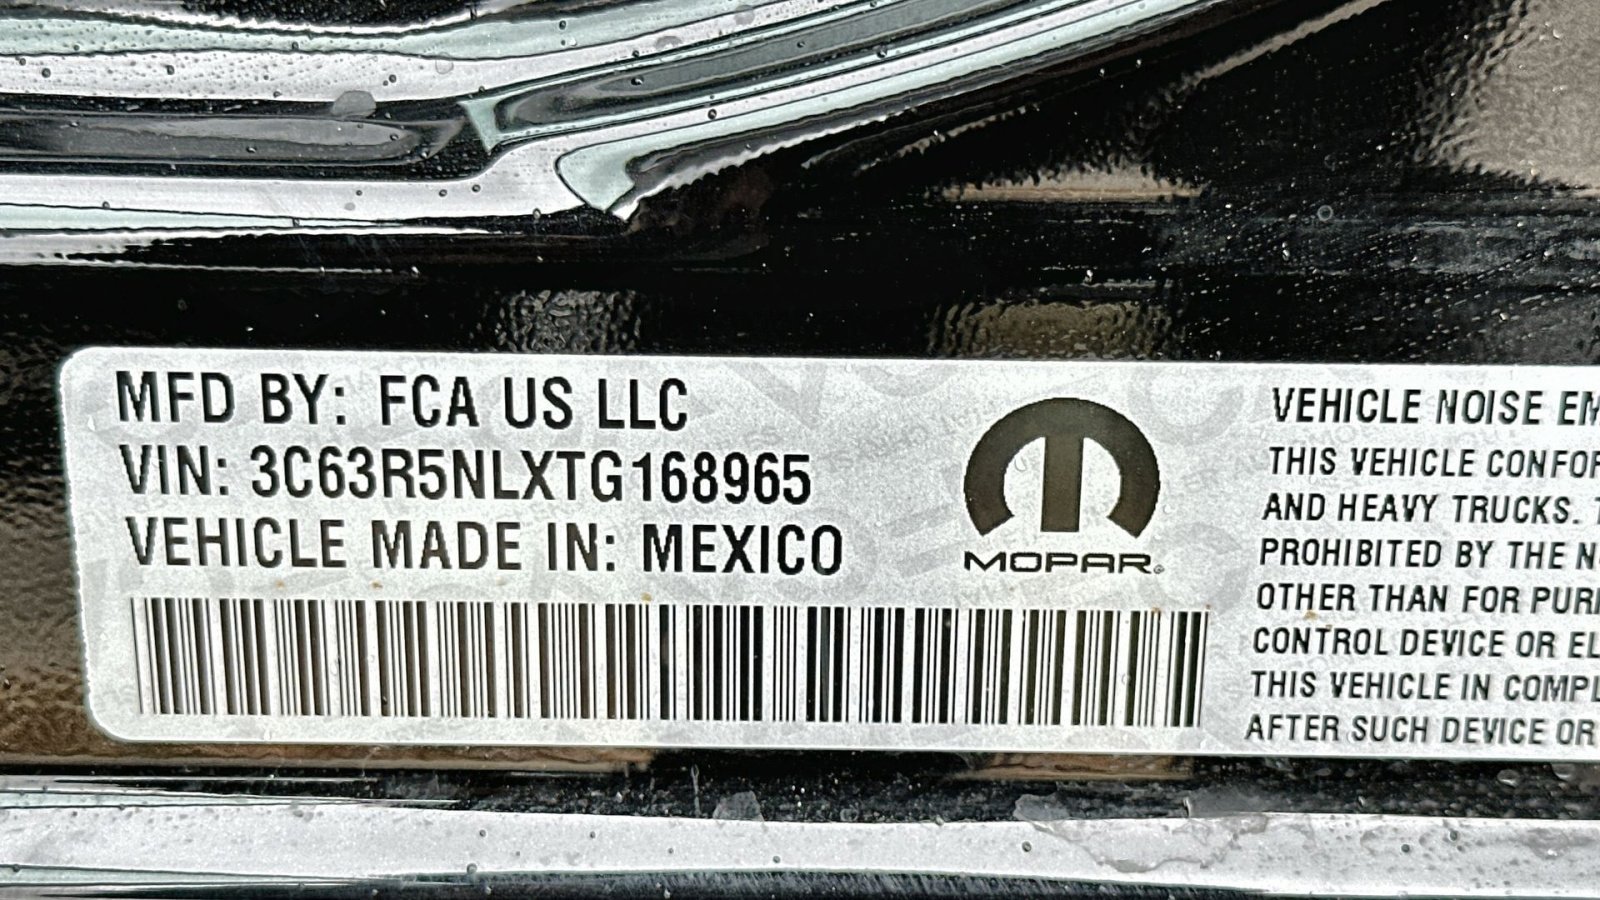 MFD BY: FCA US LLC
VIN: 3C63R5NLXTG168965
VEHICLE MADE IN: MEXICO
MOPAR®
VEHICLE NOISE EM
THIS VEHICLE CONFOR
AND HEAVY TRUCKS. T
PROHIBITED BY THE NO
OTHER THAN FOR PUR
CONTROL DEVICE OR EL
THIS VEHICLE IN COMPL
AFTER SUCH DEVICE OR